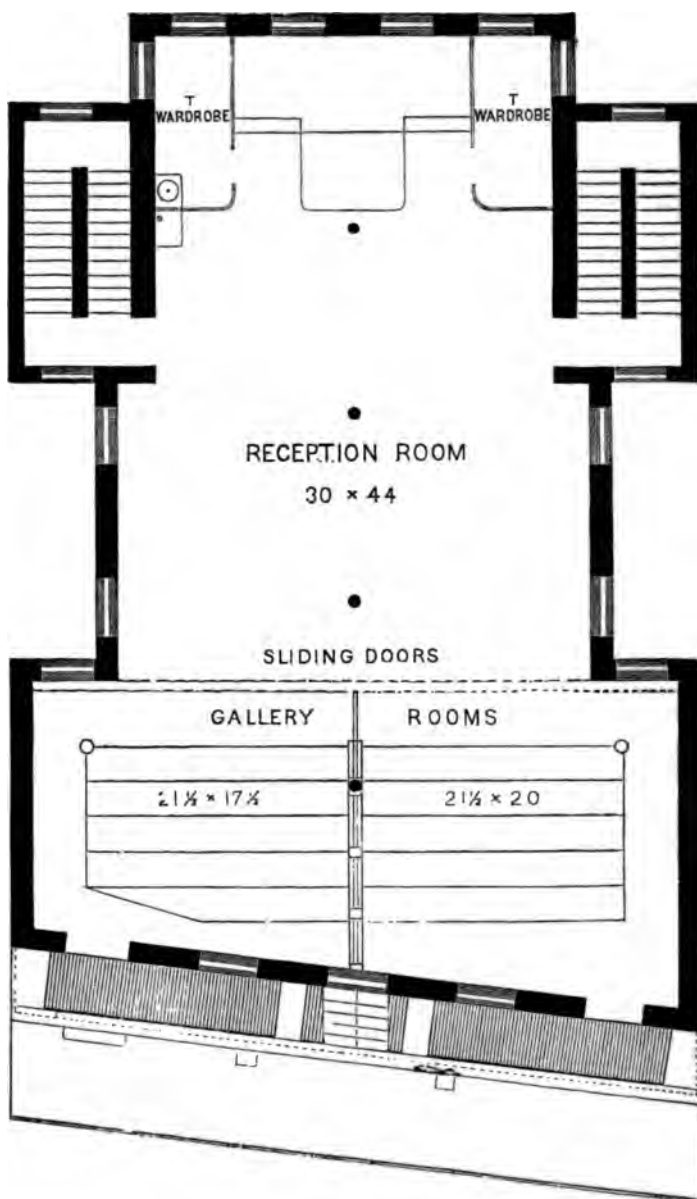 T
WARDROBE
T
WARDROBE
RECEPTION ROOM
30 × 44
SLIDING DOORS
GALLERY ROOMS
21½ × 17½
21½ × 20